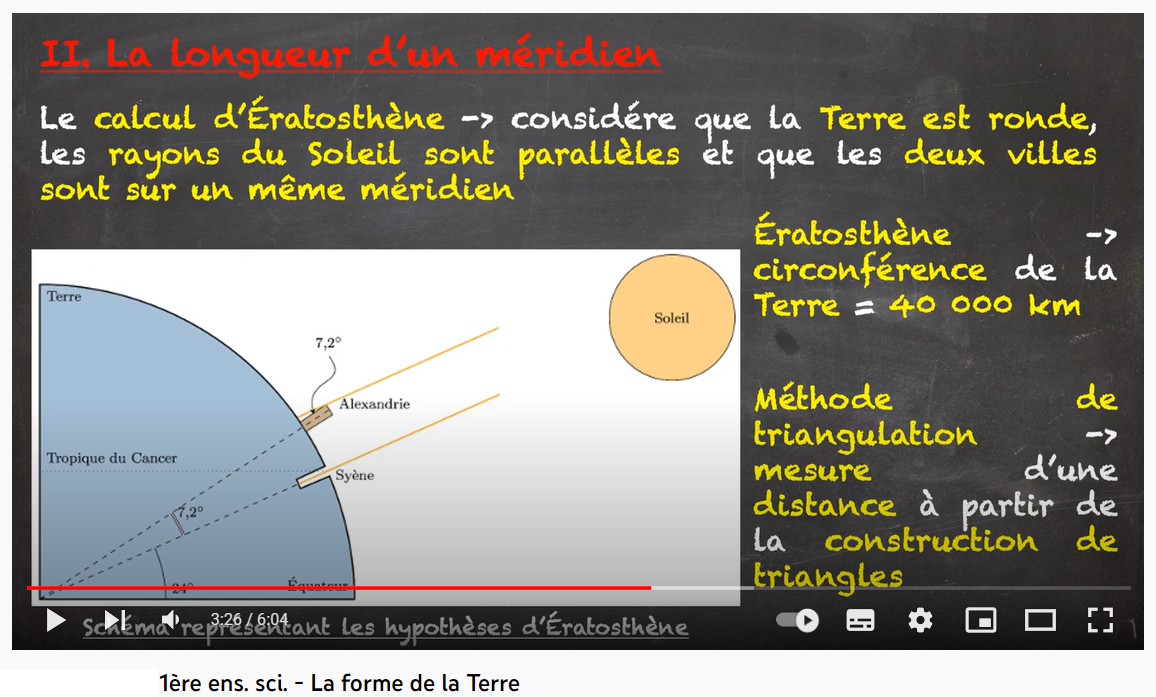 II. La longueur d'un méridien
Le calcul d'Ératosthène -> considére que la Terre est ronde,
les rayons du Soleil sont parallèles et que les deux villes
sont sur un même méridien
Ératosthène ->
circonférence de la
Terre = 40 000 km
Terre
Soleil
7,2°
Alexandrie
Tropique du Cancer
Syène
7,2°
24°
Équateur
Méthode de
triangulation ->
mesure d'une
distance à partir de
la construction de
triangles
3:26 / 6:04
Schéma représentant les hypothèses d'Ératosthène
1ère ens. sci. - La forme de la Terre